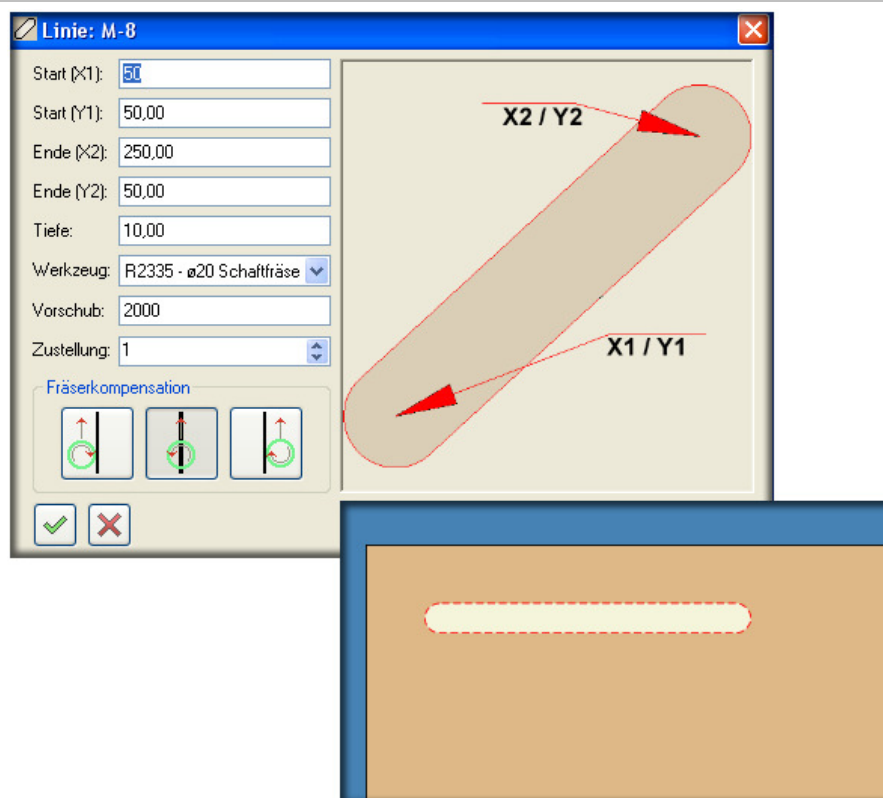 Linie: M-8
Start (X1): 50
Start (Y1): 50,00
Ende (X2): 250,00
Ende (Y2): 50,00
Tiefe: 10,00
Werkzeug: R2335 - ø20 Schaftfräse
Vorschub: 2000
Zustellung: 1
Fräserkompensation
X2 / Y2
X1 / Y1